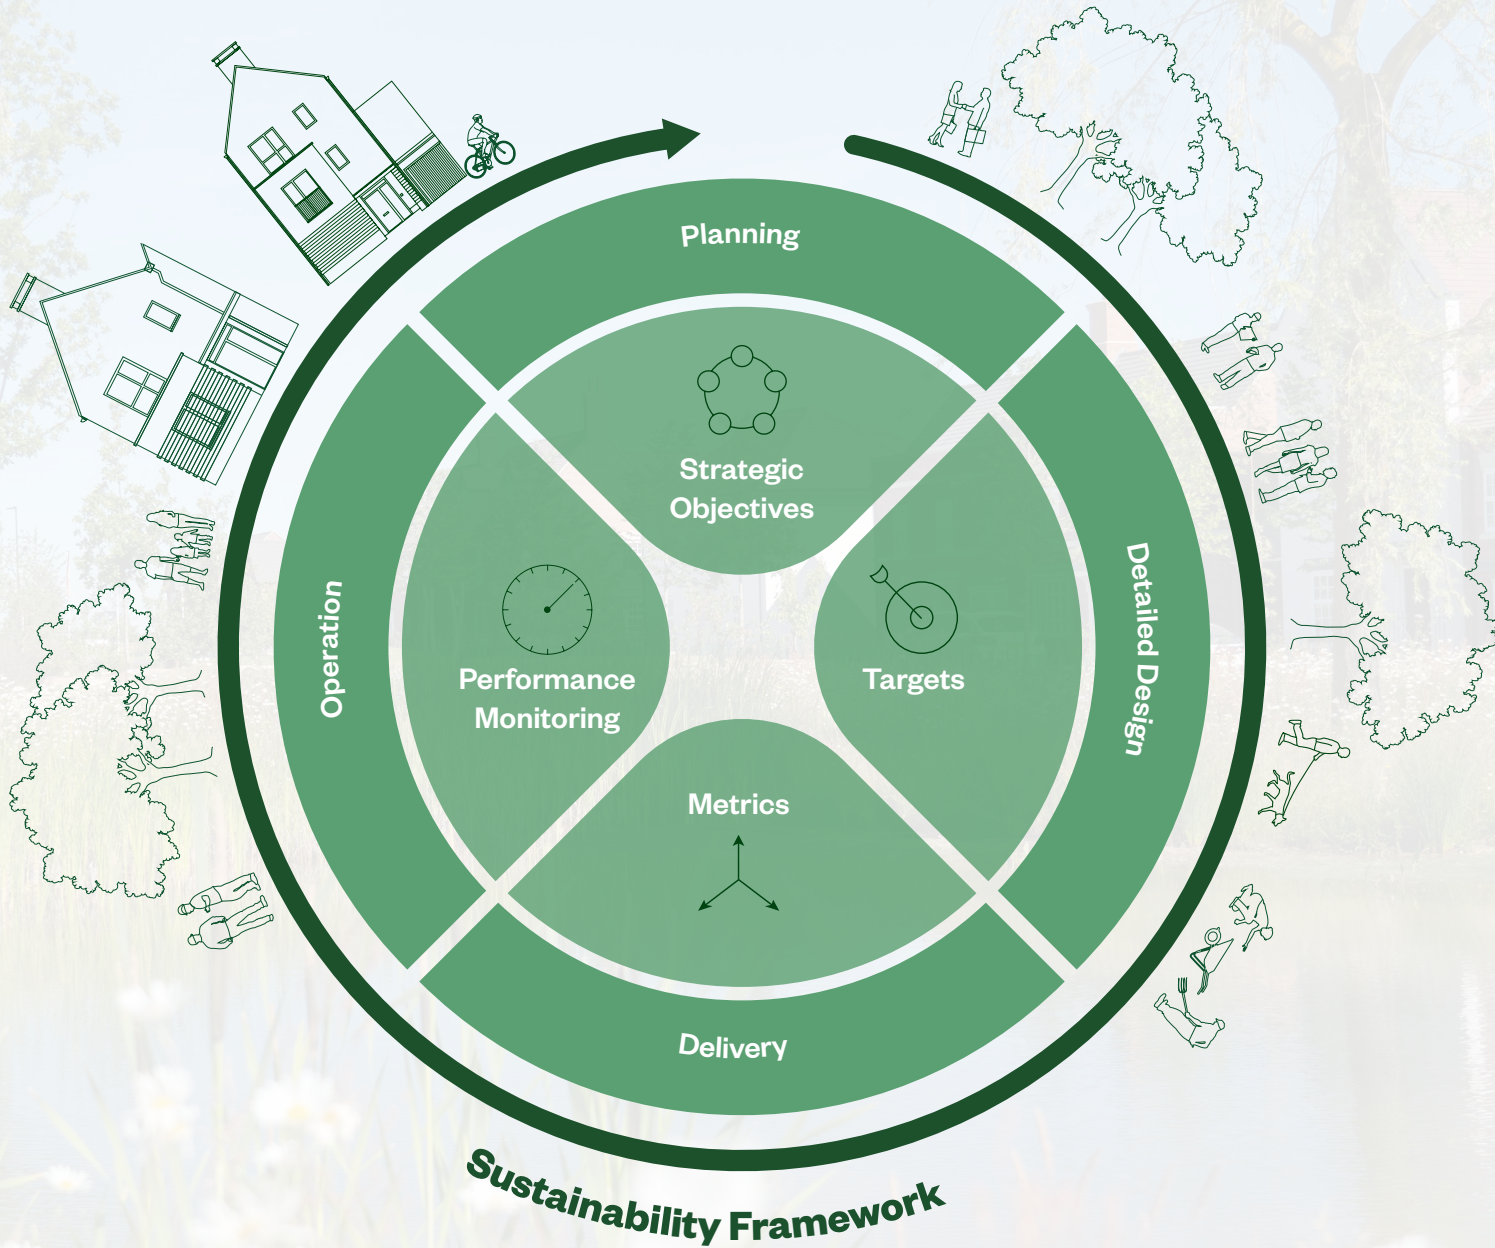 Planning
Strategic
Objectives
Detailed Design
Targets
Operation
Performance
Monitoring
Metrics
Delivery
Sustainability Framework